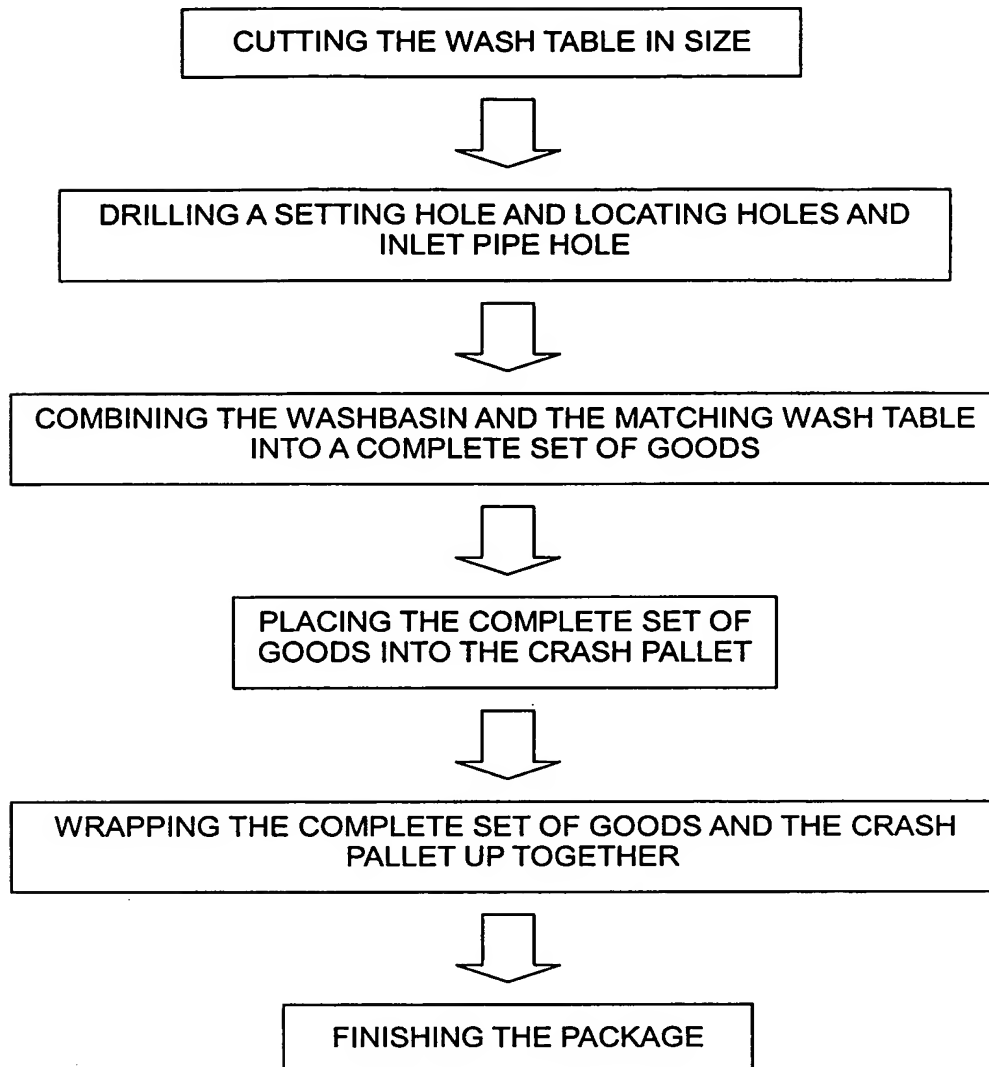 CUTTING THE WASH TABLE IN SIZE
DRILLING A SETTING HOLE AND LOCATING HOLES AND
INLET PIPE HOLE
COMBINING THE WASHBASIN AND THE MATCHING WASH TABLE
INTO A COMPLETE SET OF GOODS
PLACING THE COMPLETE SET OF
GOODS INTO THE CRASH PALLET
WRAPPING THE COMPLETE SET OF GOODS AND THE CRASH
PALLET UP TOGETHER
FINISHING THE PACKAGE